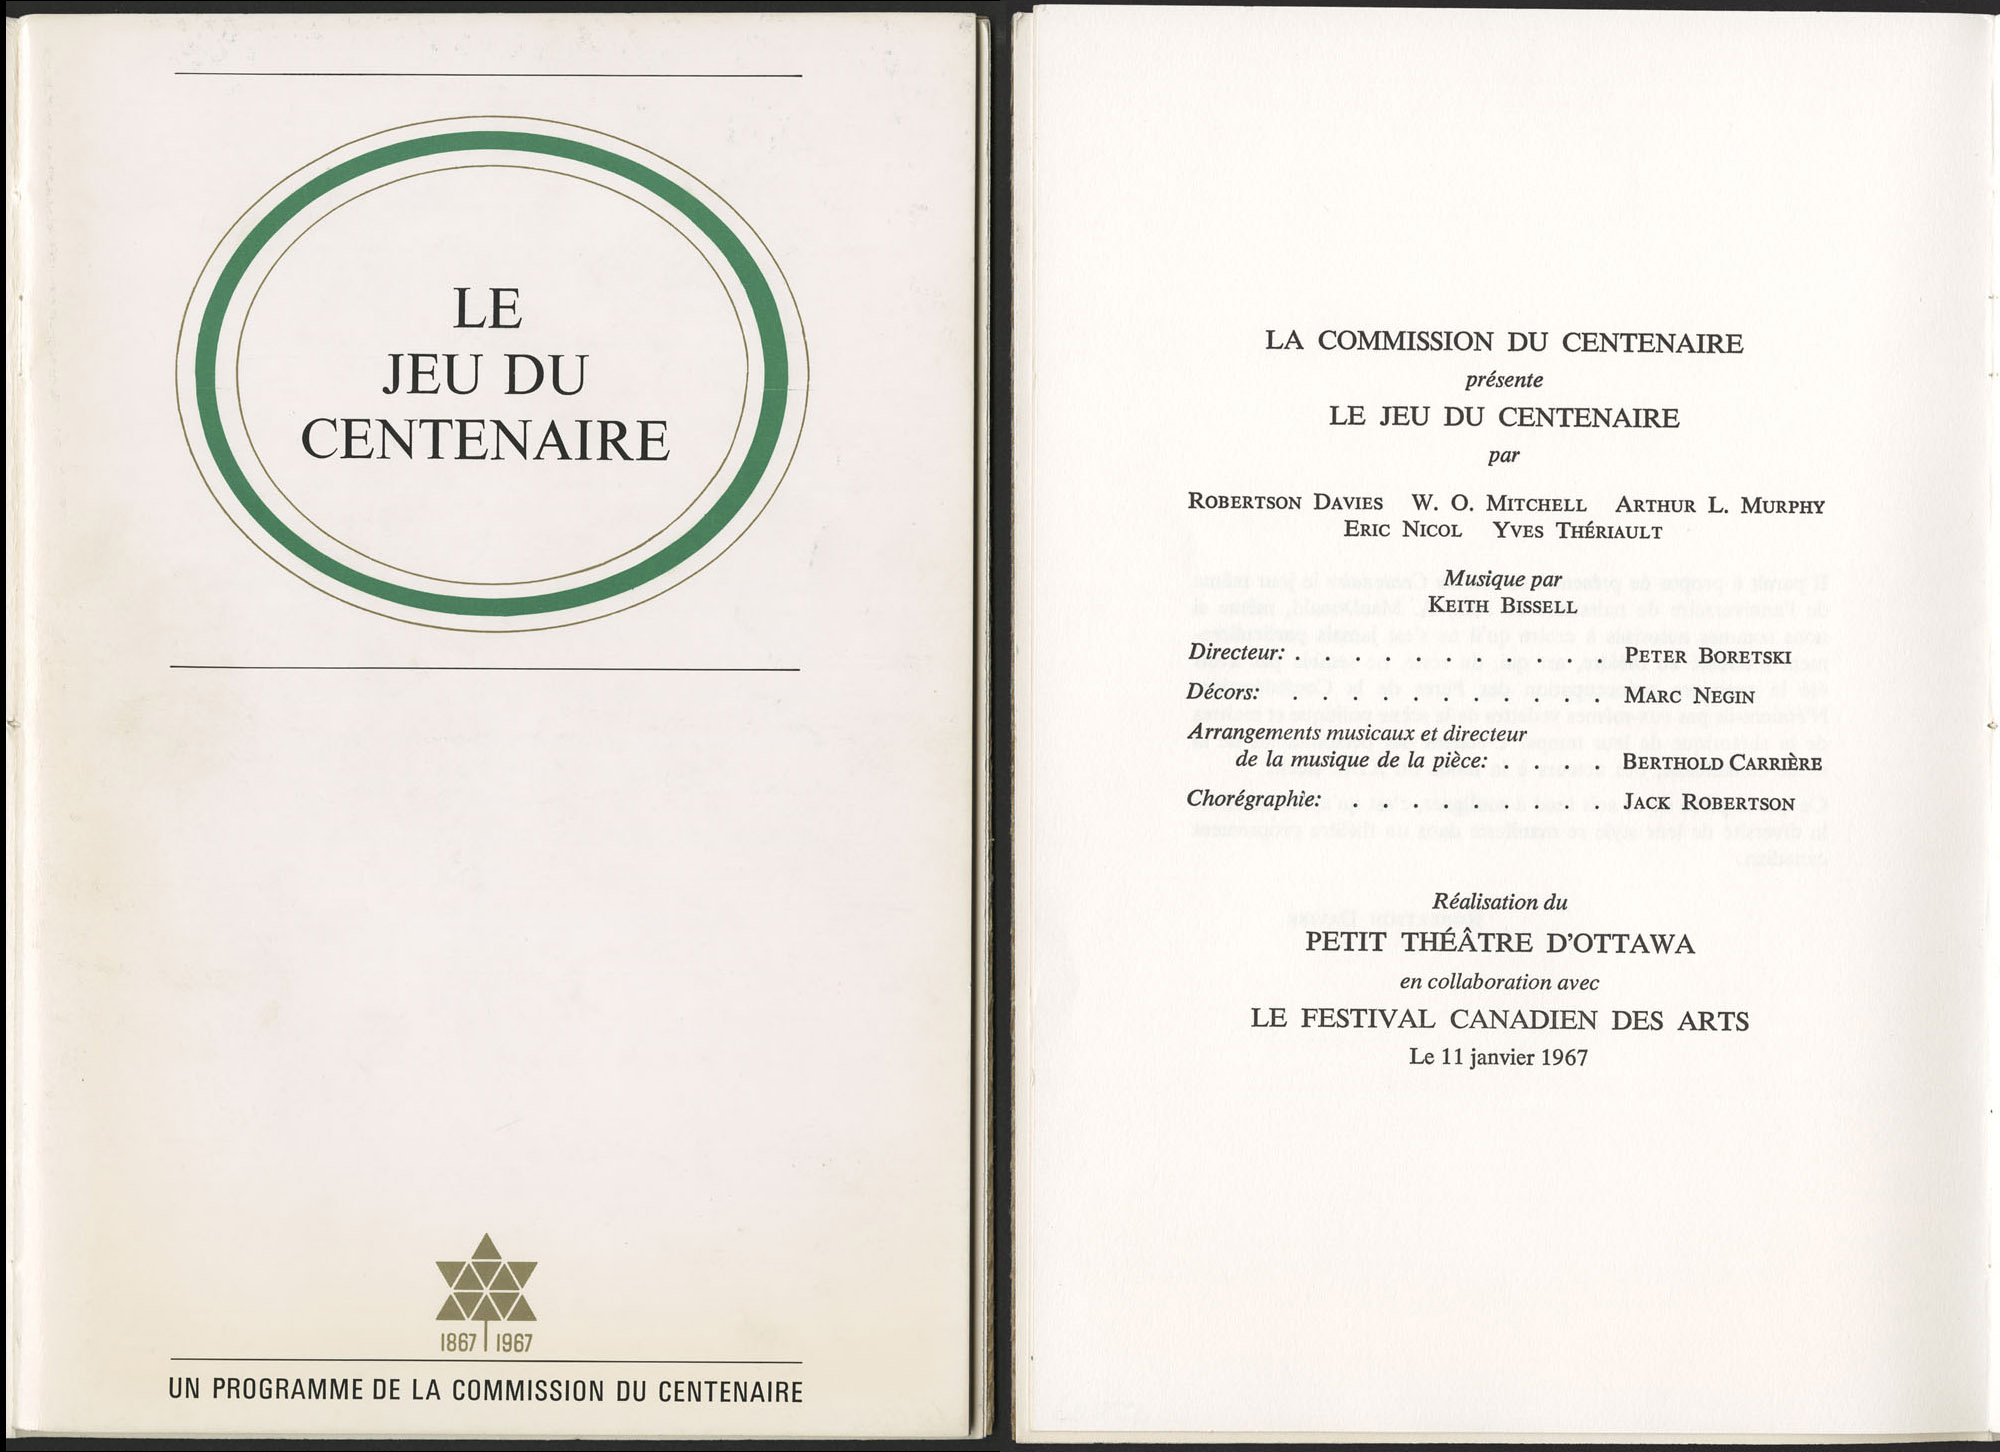 LE
JEU DU
CENTENAIRE
1867 1967
UN PROGRAMME DE LA COMMISSION DU CENTENAIRE
LA COMMISSION DU CENTENAIRE
présente
LE JEU DU CENTENAIRE
par
ROBERTSON DAVIES W. O. MITCHELL ARTHUR L. MURPHY
ERIC NICOL YVES THÉRIAULT
Musique par
KEITH BISSELL
Directeur: . . . . . . . . . . . PETER BORETSKI
Décors: . . . . . . . . . . . MARC NEGIN
Arrangements musicaux et directeur
de la musique de la pièce: . . . . BERTHOLD CARRIÈRE
Chorégraphie: . . . . . . . . . JACK ROBERTSON
Réalisation du
PETIT THÉÂTRE D'OTTAWA
en collaboration avec
LE FESTIVAL CANADIEN DES ARTS
Le 11 janvier 1967